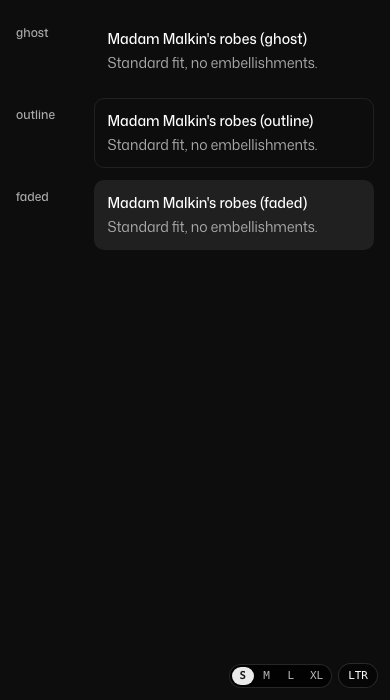 ghost
Madam Malkin's robes (ghost)
Standard fit, no embellishments.
outline
Madam Malkin's robes (outline)
Standard fit, no embellishments.
faded
Madam Malkin's robes (faded)
Standard fit, no embellishments.
S M L XL LTR